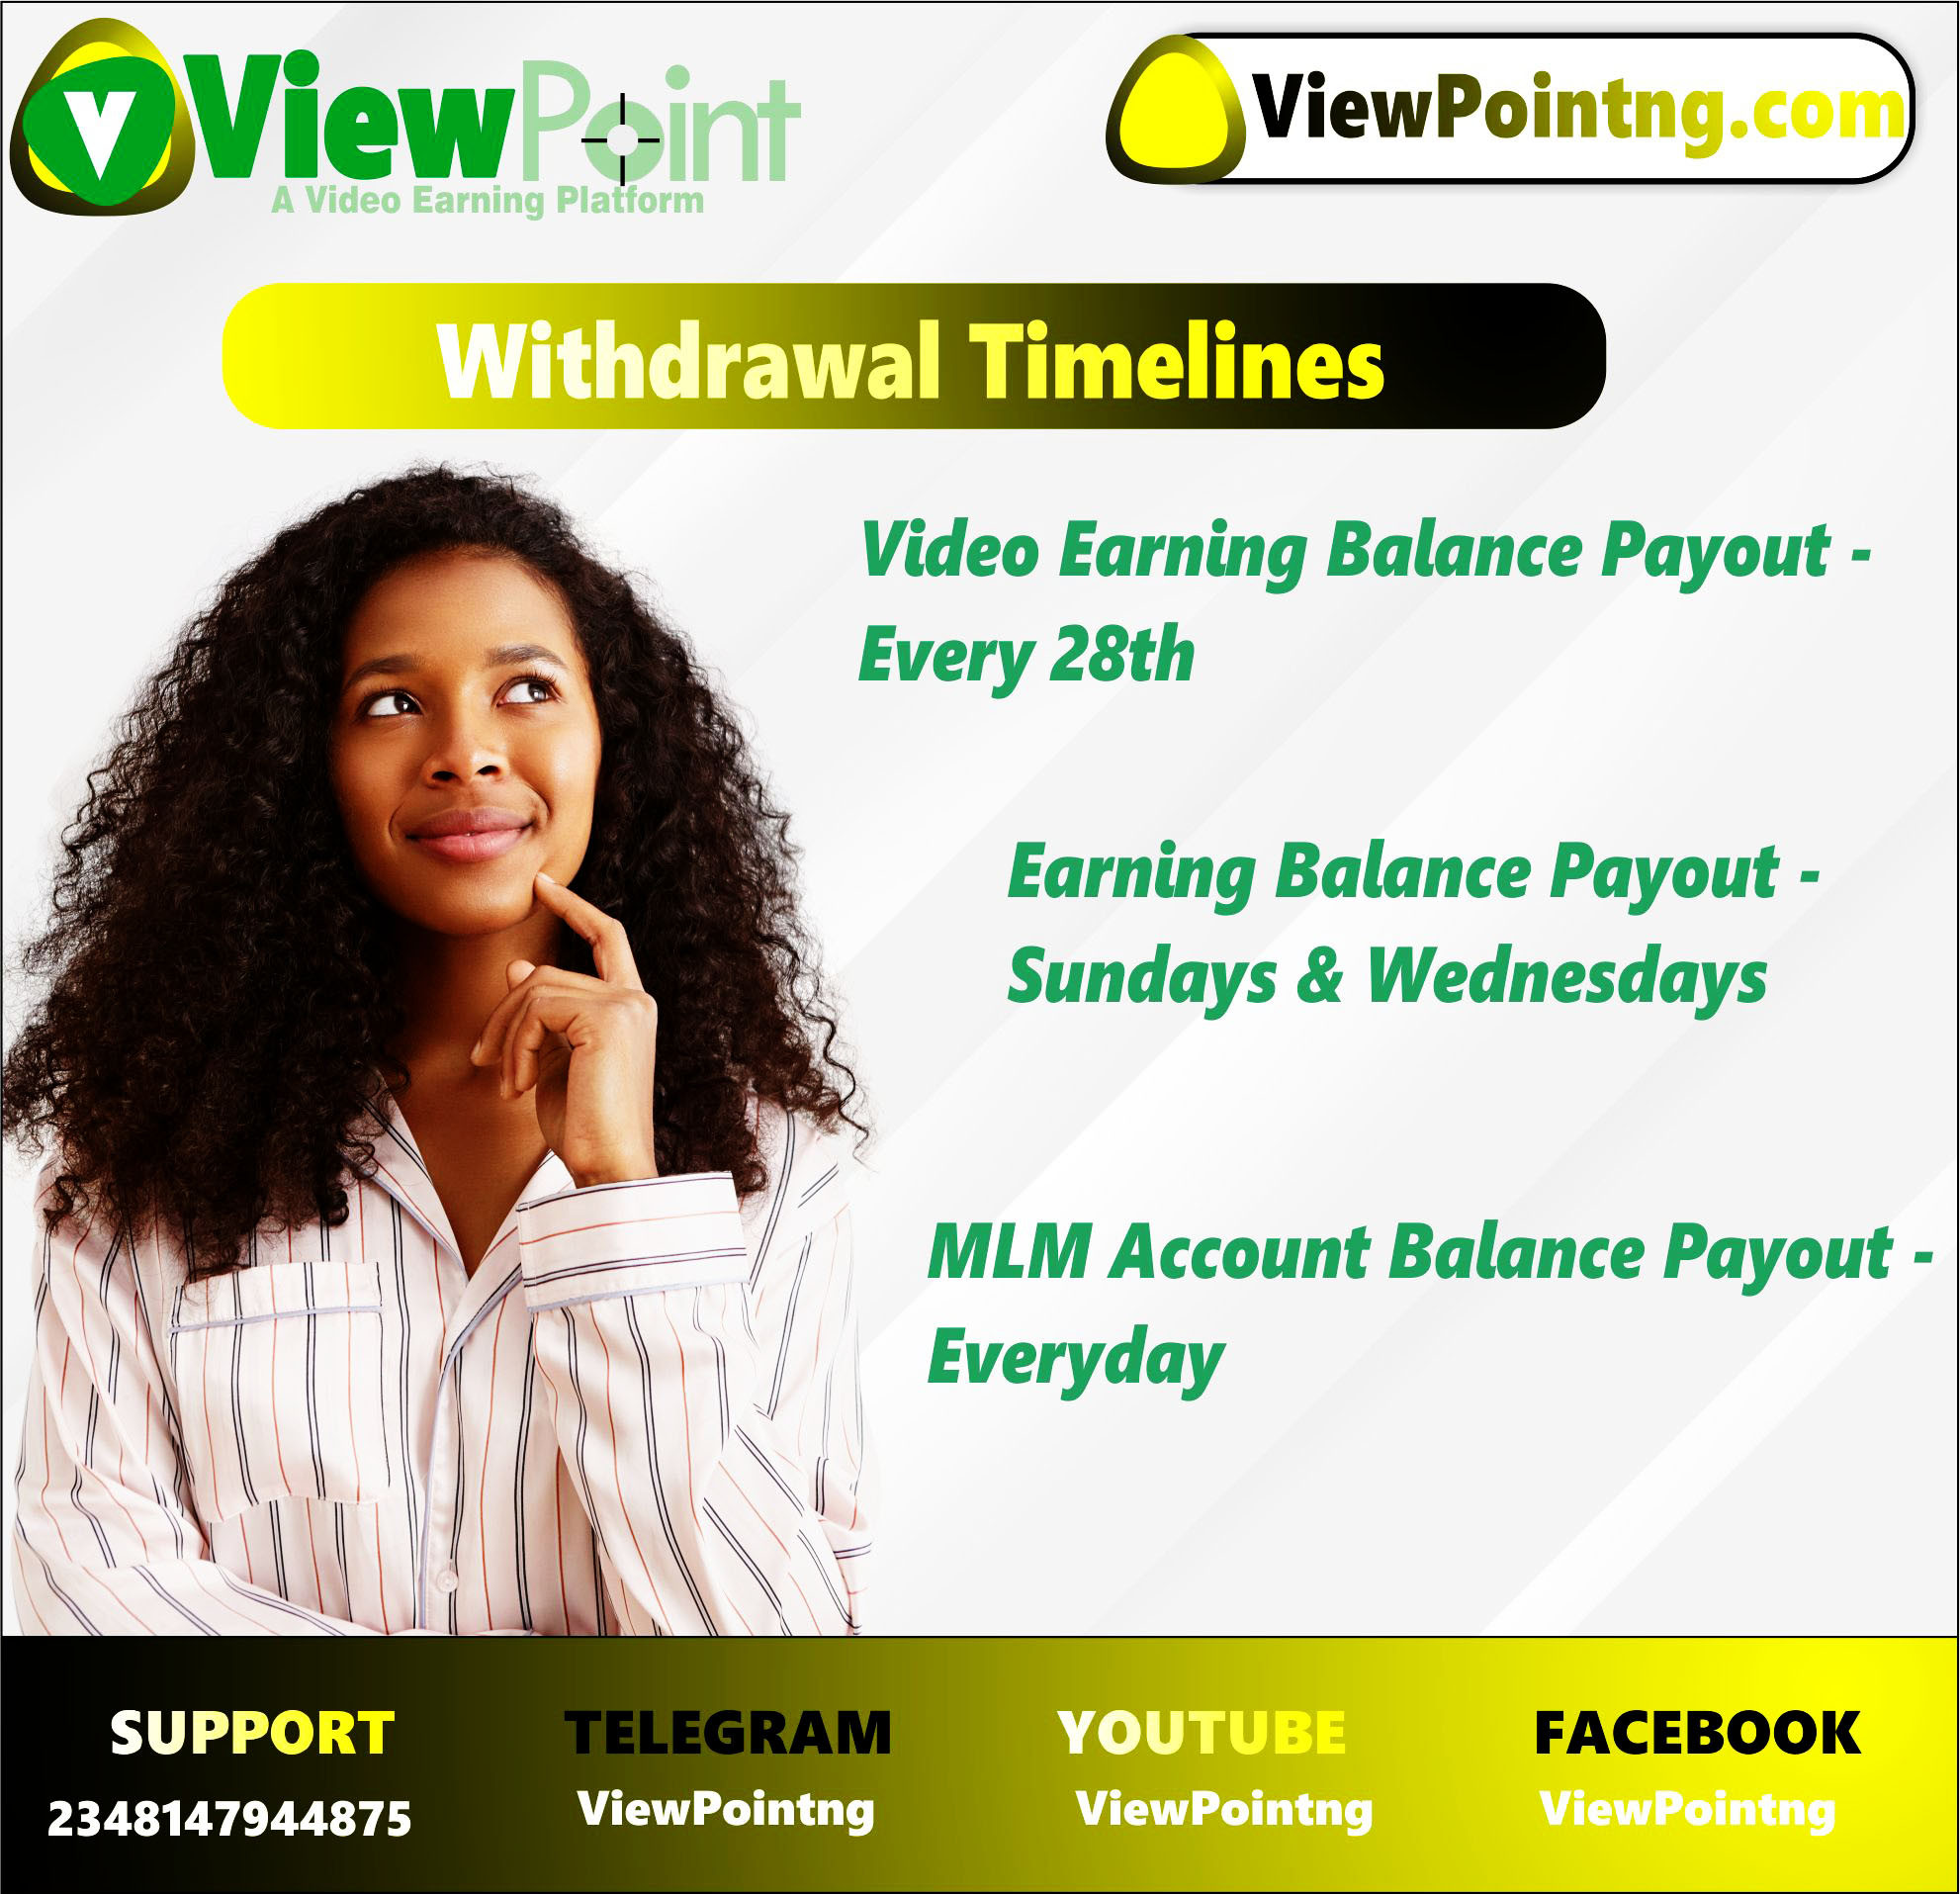 V ViewPoint
A Video Earning Platform
ViewPointng.com
Withdrawal Timelines
Video Earning Balance Payout -
Every 28th
Earning Balance Payout -
Sundays & Wednesdays
MLM Account Balance Payout -
Everyday
SUPPORT
2348147944875
TELEGRAM
ViewPointng
YOUTUBE
ViewPointng
FACEBOOK
ViewPointng